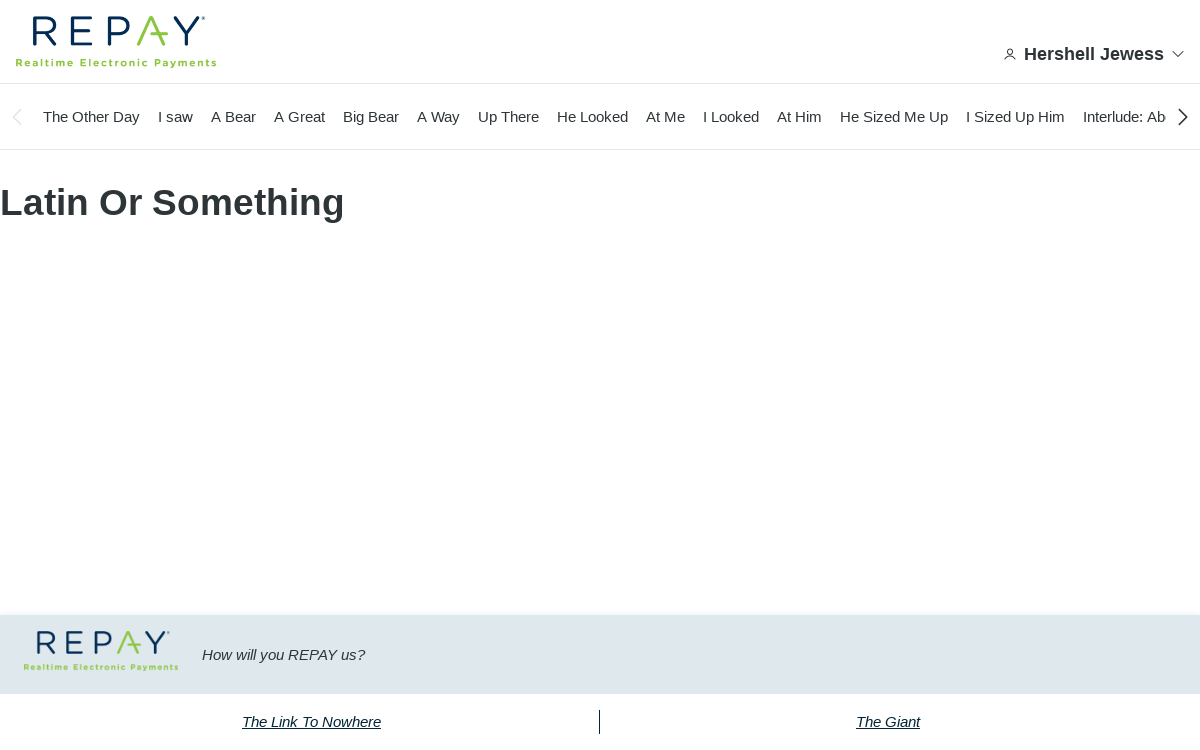 REPAY
Realtime Electronic Payments
Hershell Jewess
The Other Day I saw A Bear A Great Big Bear A Way Up There He Looked At Me I Looked At Him He Sized Me Up I Sized Up Him Interlude:
Latin Or Something
REPAY
Realtime Electronic Payments
How will you REPAY us?
The Link To Nowhere The Giant